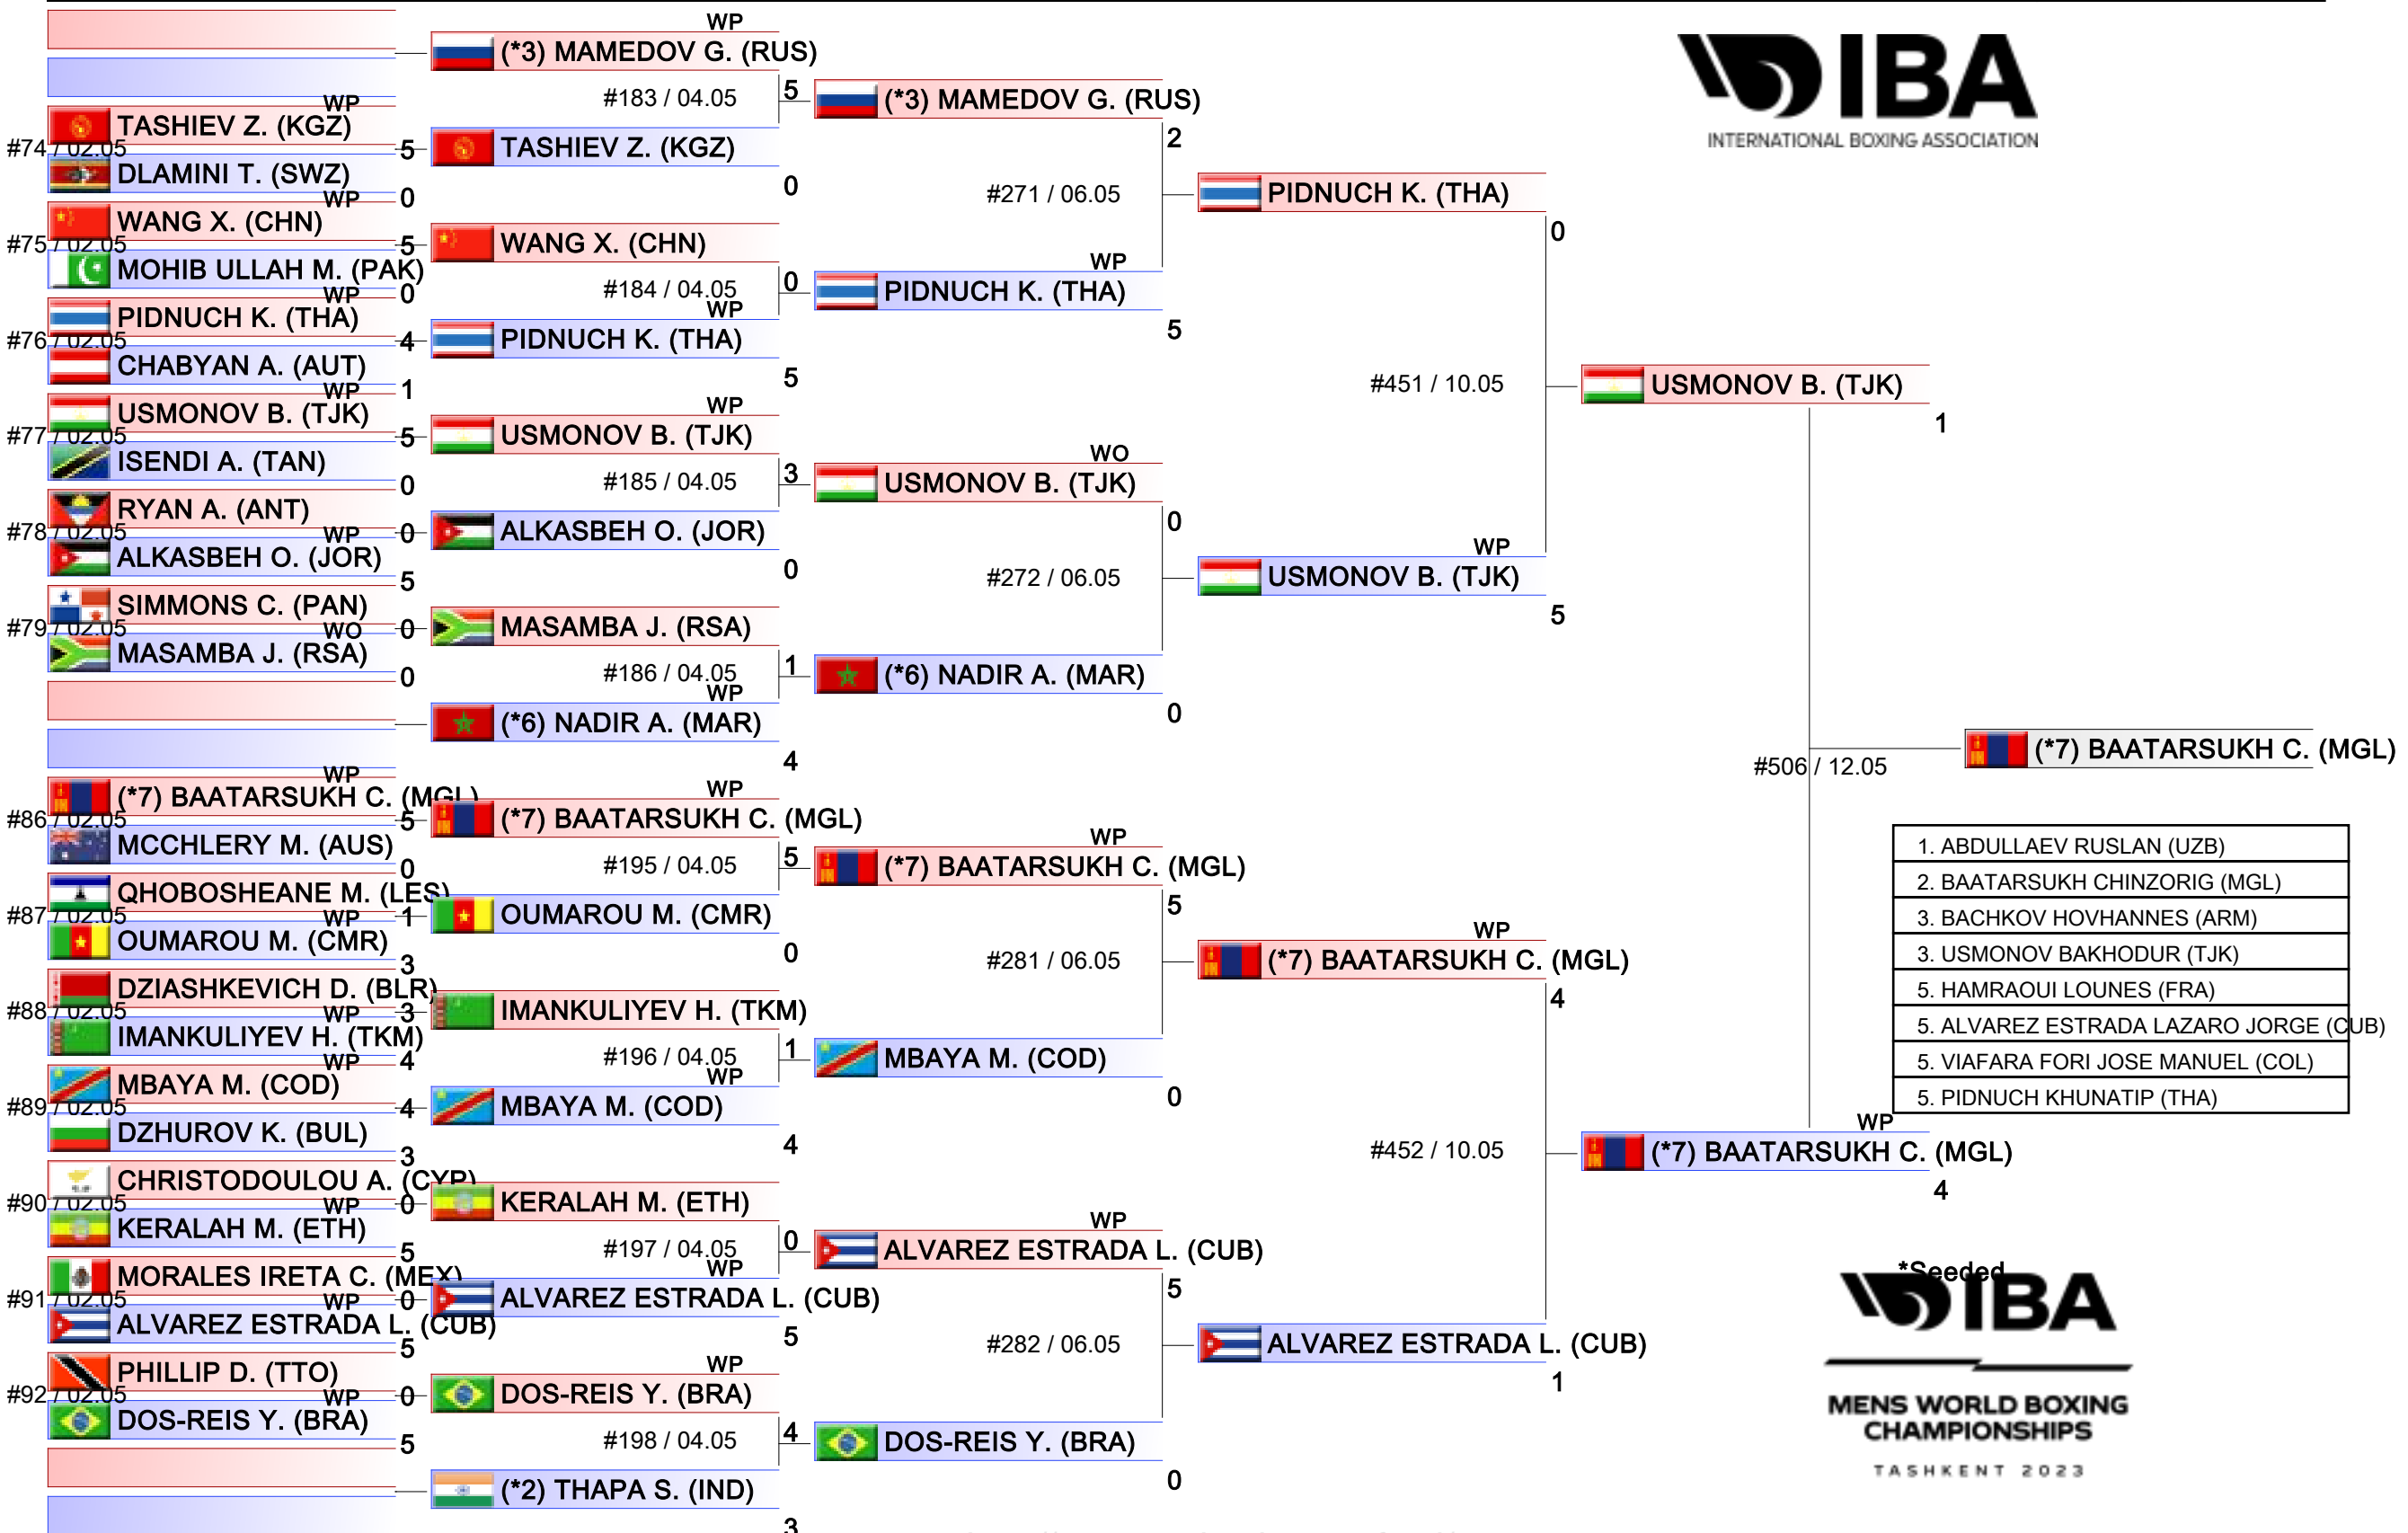 WP
(*3) MAMEDOV G. (RUS)
5
#183 / 04.05
WP
TASHIEV Z. (KGZ)
#74 / 02.05
5
DLAMINI T. (SWZ)
0
TASHIEV Z. (KGZ)
0
WP
WANG X. (CHN)
#75 / 02.05
5
MOHIB ULLAH M. (PAK)
0
WANG X. (CHN)
0
#184 / 04.05
WP
PIDNUCH K. (THA)
#76 / 02.05
4
CHABYAN A. (AUT)
1
WP
PIDNUCH K. (THA)
5
WP
USMONOV B. (TJK)
#77 / 02.05
5
ISENDI A. (TAN)
0
WP
USMONOV B. (TJK)
3
#185 / 04.05
RYAN A. (ANT)
#78 / 02.05
0
WP
ALKASBEH O. (JOR)
5
ALKASBEH O. (JOR)
0
SIMMONS C. (PAN)
#79 / 02.05
0
WO
MASAMBA J. (RSA)
0
MASAMBA J. (RSA)
1
#186 / 04.05
WP
(*6) NADIR A. (MAR)
4
WP
(*7) BAATARSUKH C. (MGL)
#86 / 02.05
5
MCCHLERY M. (AUS)
0
WP
(*7) BAATARSUKH C. (MGL)
5
#195 / 04.05
QHOBOSHEANE M. (LES)
#87 / 02.05
1
WP
OUMAROU M. (CMR)
3
OUMAROU M. (CMR)
0
DZIASHKEVICH D. (BLR)
#88 / 02.05
3
WP
IMANKULIYEV H. (TKM)
4
IMANKULIYEV H. (TKM)
1
#196 / 04.05
WP
MBAYA M. (COD)
#89 / 02.05
4
DZHUROV K. (BUL)
3
WP
MBAYA M. (COD)
4
CHRISTODOULOU A. (CYP)
#90 / 02.05
0
WP
KERALAH M. (ETH)
5
KERALAH M. (ETH)
0
#197 / 04.05
MORALES IRETA C. (MEX)
#91 / 02.05
0
WP
ALVAREZ ESTRADA L. (CUB)
5
WP
ALVAREZ ESTRADA L. (CUB)
5
PHILLIP D. (TTO)
#92 / 02.05
0
WP
DOS-REIS Y. (BRA)
5
WP
DOS-REIS Y. (BRA)
4
#198 / 04.05
(*2) THAPA S. (IND)
3
(*3) MAMEDOV G. (RUS)
2
#271 / 06.05
WP
PIDNUCH K. (THA)
5
WO
USMONOV B. (TJK)
0
#272 / 06.05
(*6) NADIR A. (MAR)
0
WP
(*7) BAATARSUKH C. (MGL)
5
#281 / 06.05
MBAYA M. (COD)
0
WP
ALVAREZ ESTRADA L. (CUB)
5
#282 / 06.05
DOS-REIS Y. (BRA)
0
PIDNUCH K. (THA)
0
#451 / 10.05
WP
USMONOV B. (TJK)
5
WP
(*7) BAATARSUKH C. (MGL)
4
#452 / 10.05
ALVAREZ ESTRADA L. (CUB)
1
USMONOV B. (TJK)
1
#506 / 12.05
WP
(*7) BAATARSUKH C. (MGL)
4
(*7) BAATARSUKH C. (MGL)
IBA
INTERNATIONAL BOXING ASSOCIATION
1. ABDULLAEV RUSLAN (UZB)
2. BAATARSUKH CHINZORIG (MGL)
3. BACHKOV HOVHANNES (ARM)
3. USMONOV BAKHODUR (TJK)
5. HAMRAOUI LOUNES (FRA)
5. ALVAREZ ESTRADA LAZARO JORGE (CUB)
5. VIAFARA FORI JOSE MANUEL (COL)
5. PIDNUCH KHUNATIP (THA)
*Seeded
IBA
MENS WORLD BOXING
CHAMPIONSHIPS
TASHKENT 2023